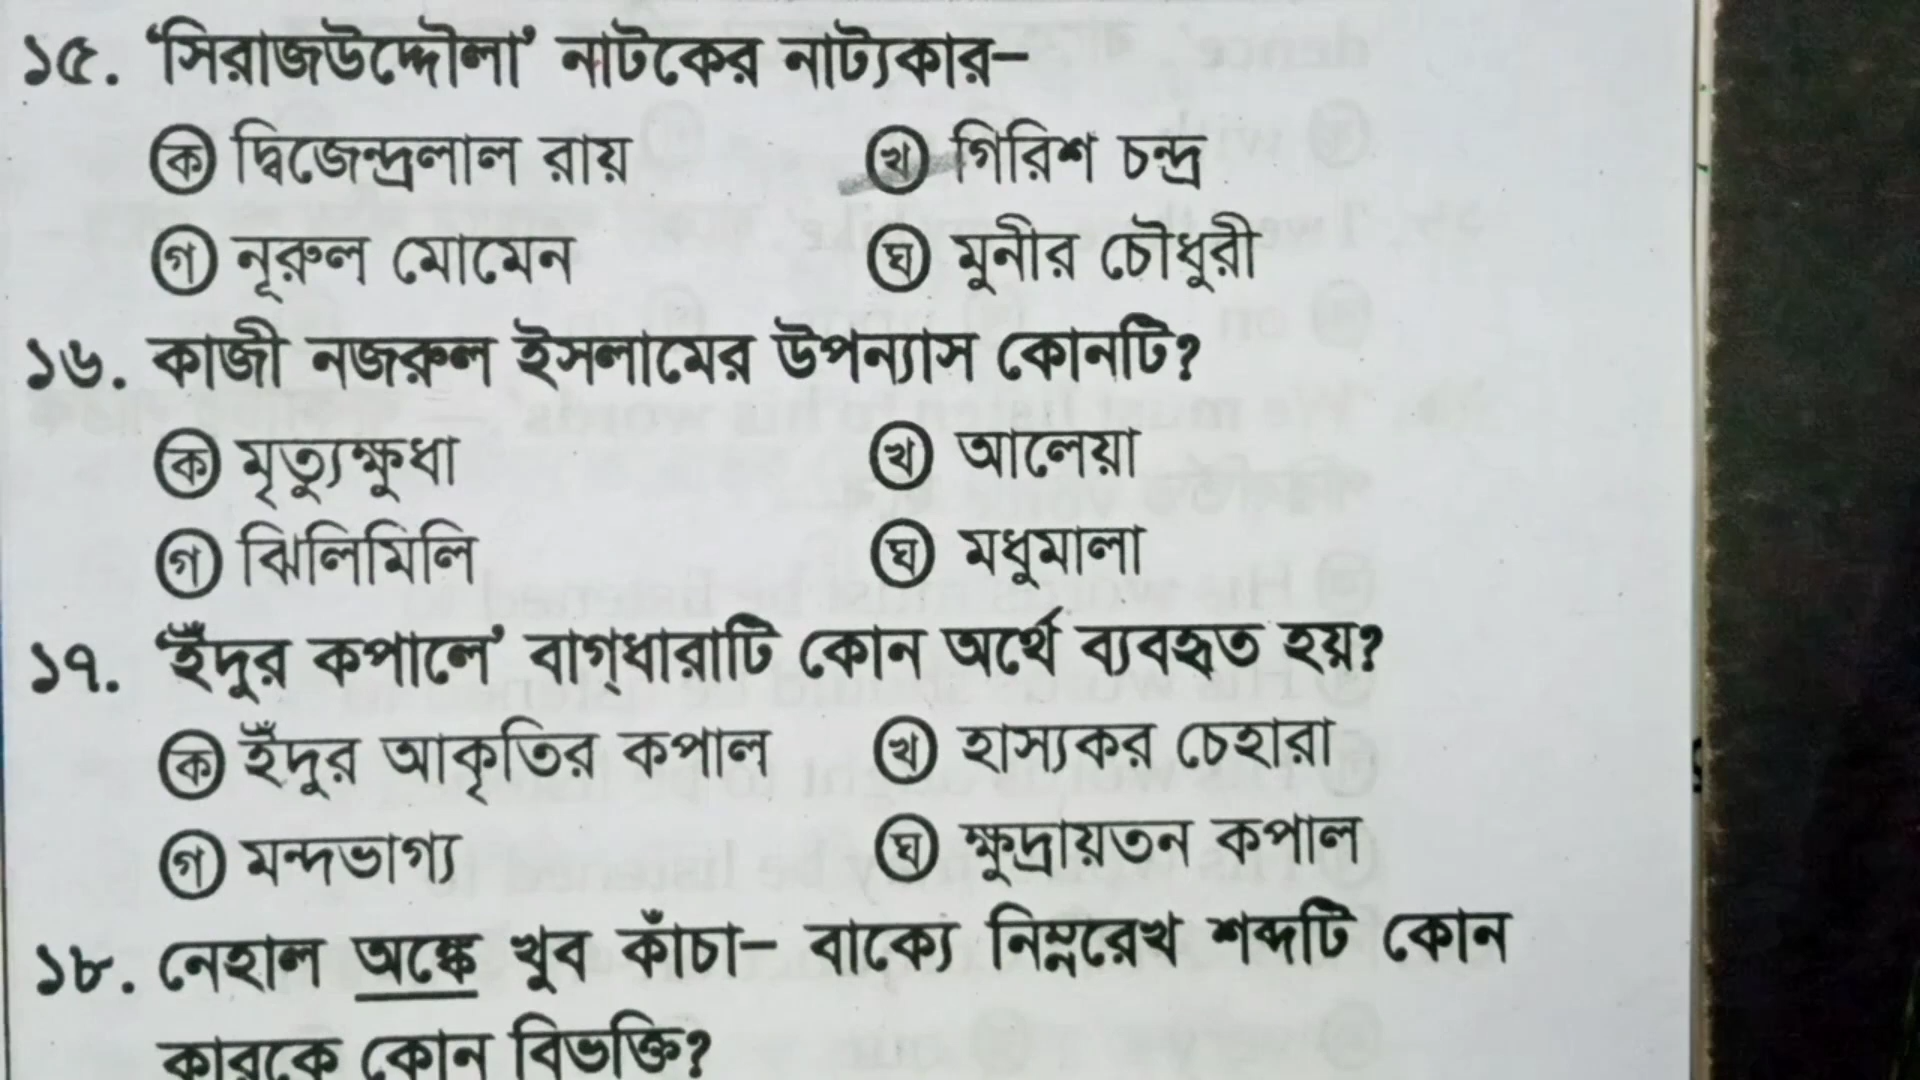 ১৫. ‘সিরাজউদ্দৌলা’ নাটকের নাট্যকার–
ক দ্বিজেন্দ্রলাল রায় খ গিরিশ চন্দ্র
গ নূরুল মোমেন ঘ মুনীর চৌধুরী
১৬. কাজী নজরুল ইসলামের উপন্যাস কোনটি?
ক মৃত্যুক্ষুধা খ আলেয়া
গ ঝিলিমিলি ঘ মধুমালা
১৭. ‘ইঁদুর কপালে’ বাগ্‌ধারাটি কোন অর্থে ব্যবহৃত হয়?
ক ইঁদুর আকৃতির কপাল খ হাস্যকর চেহারা
গ মন্দভাগ্য ঘ ক্ষুদ্রায়তন কপাল
১৮. নেহাল অঙ্কে খুব কাঁচা– বাক্যে নিম্নরেখ শব্দটি কোন
কারকে কোন বিভক্তি?